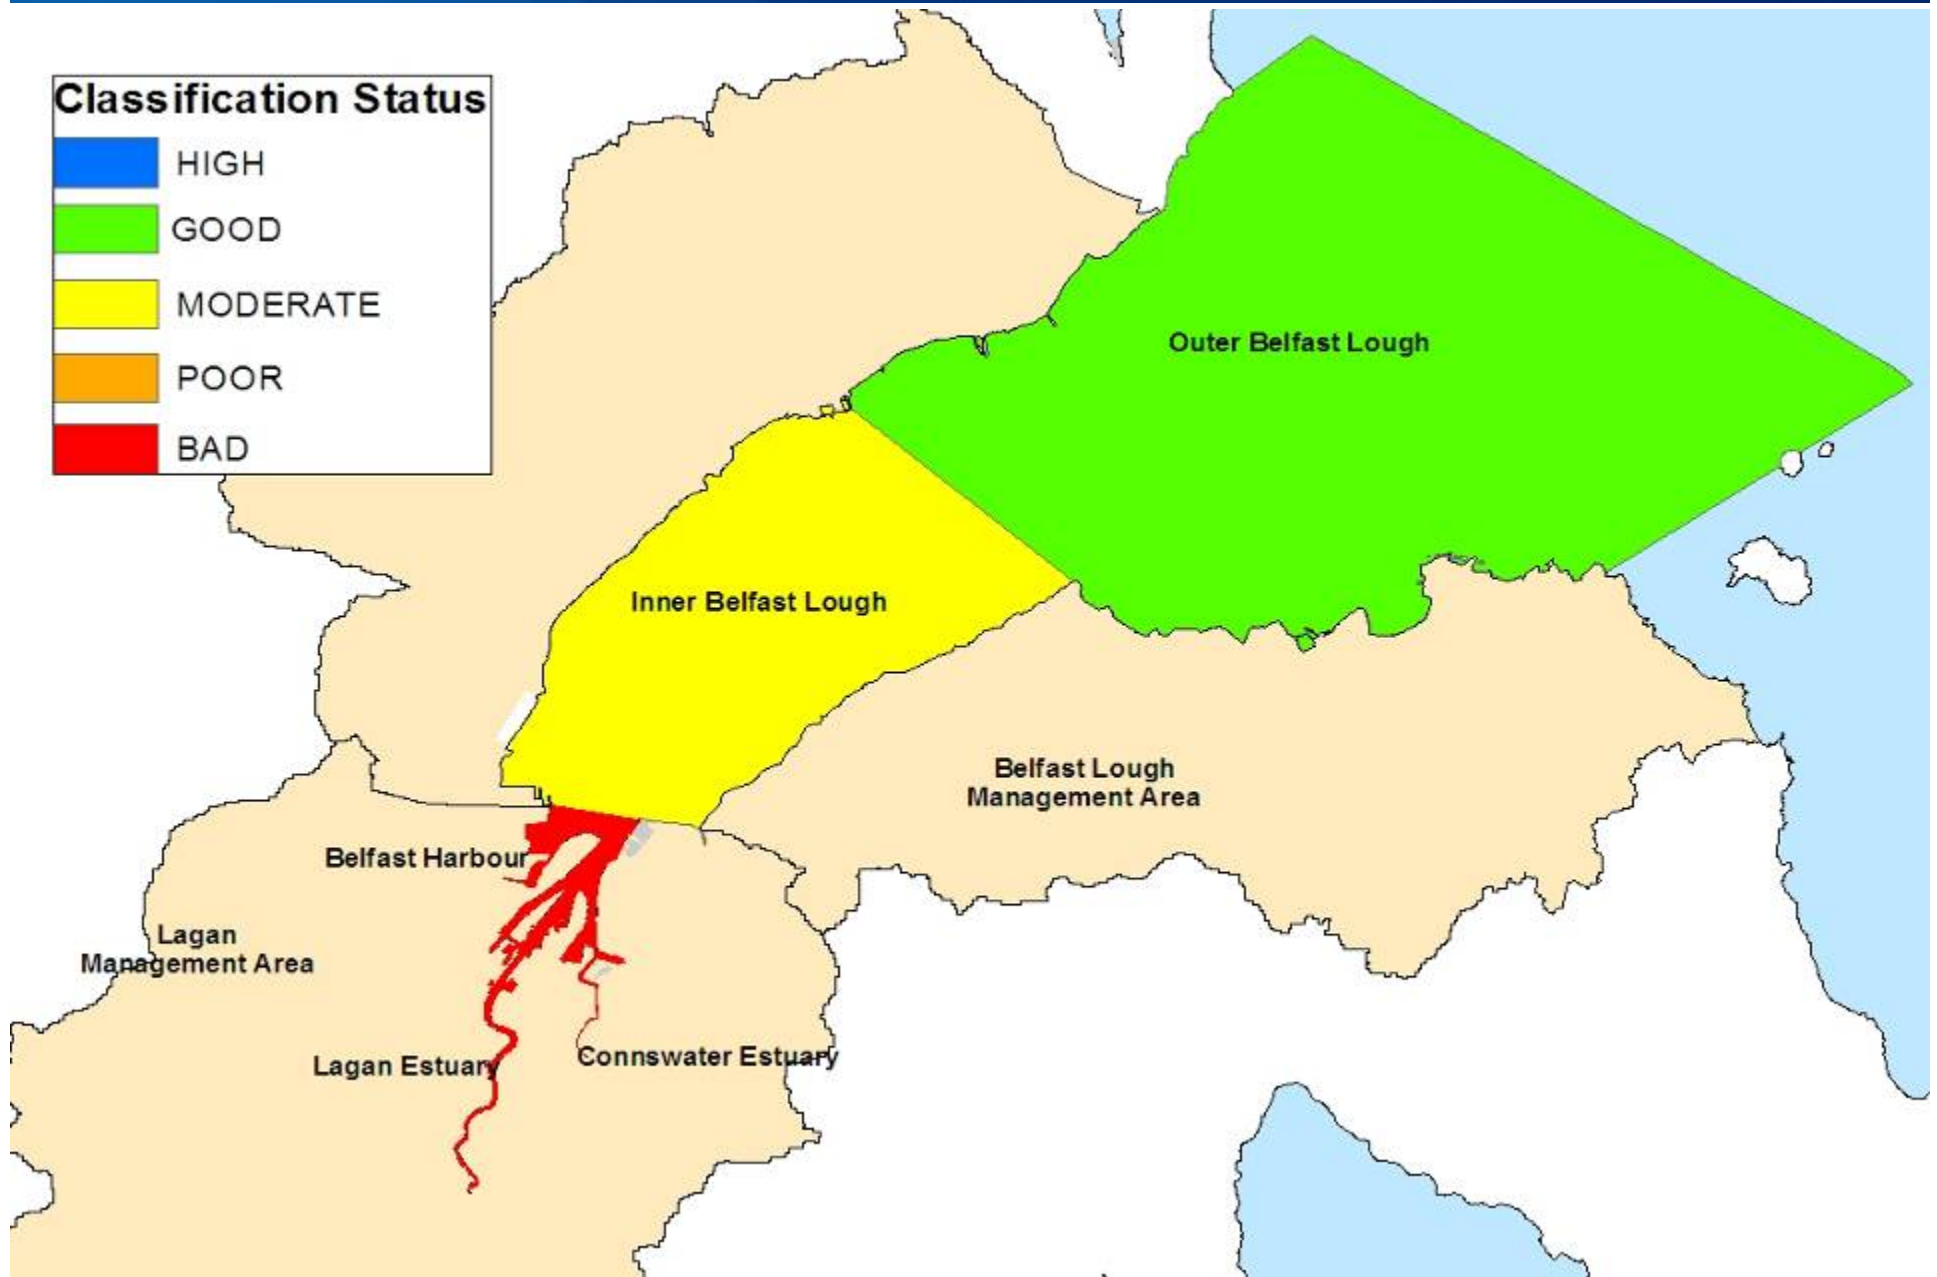 Classification Status
HIGH
GOOD
MODERATE
POOR
BAD
Outer Belfast Lough
Inner Belfast Lough
Belfast Lough
Management Area
Belfast Harbour
Lagan
Management Area
Lagan Estuary
Connswater Estuary